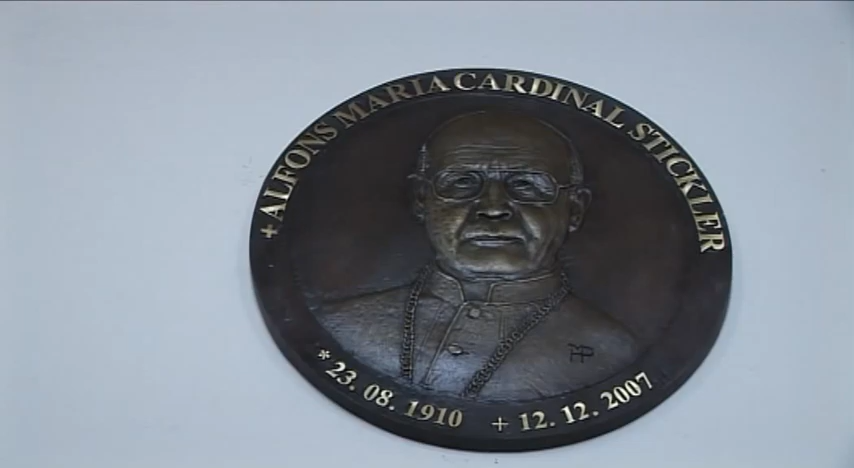 + ALFONS MARIA CARDINAL STICKLER
* 23. 08. 1910 + 12. 12. 2007